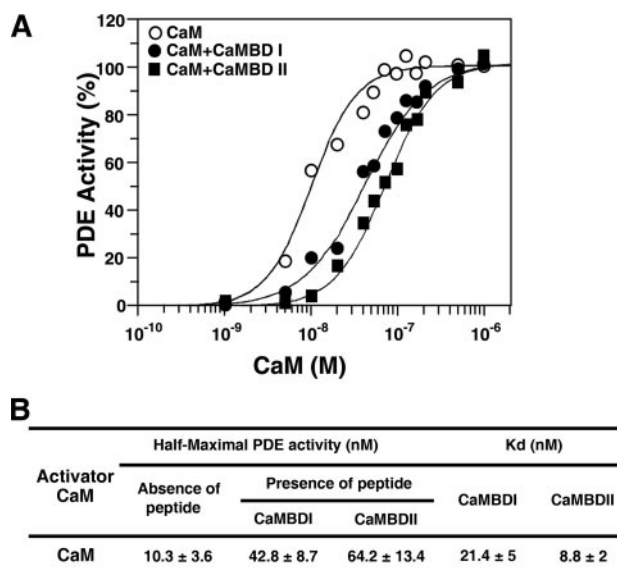 A
120
100
80
60
40
20
0
PDE Activity (%)
CaM
CaM+CaMBD I
CaM+CaMBD II
10-10 10-9 10-8 10-7 10-6
CaM (M)
B
Half-Maximal PDE activity (nM) Kd (nM)
Activator CaM
Absence of peptide
Presence of peptide
CaMBDI CaMBDII
CaMBDI CaMBDII
CaM 10.3 ± 3.6 42.8 ± 8.7 64.2 ± 13.4 21.4 ± 5 8.8 ± 2